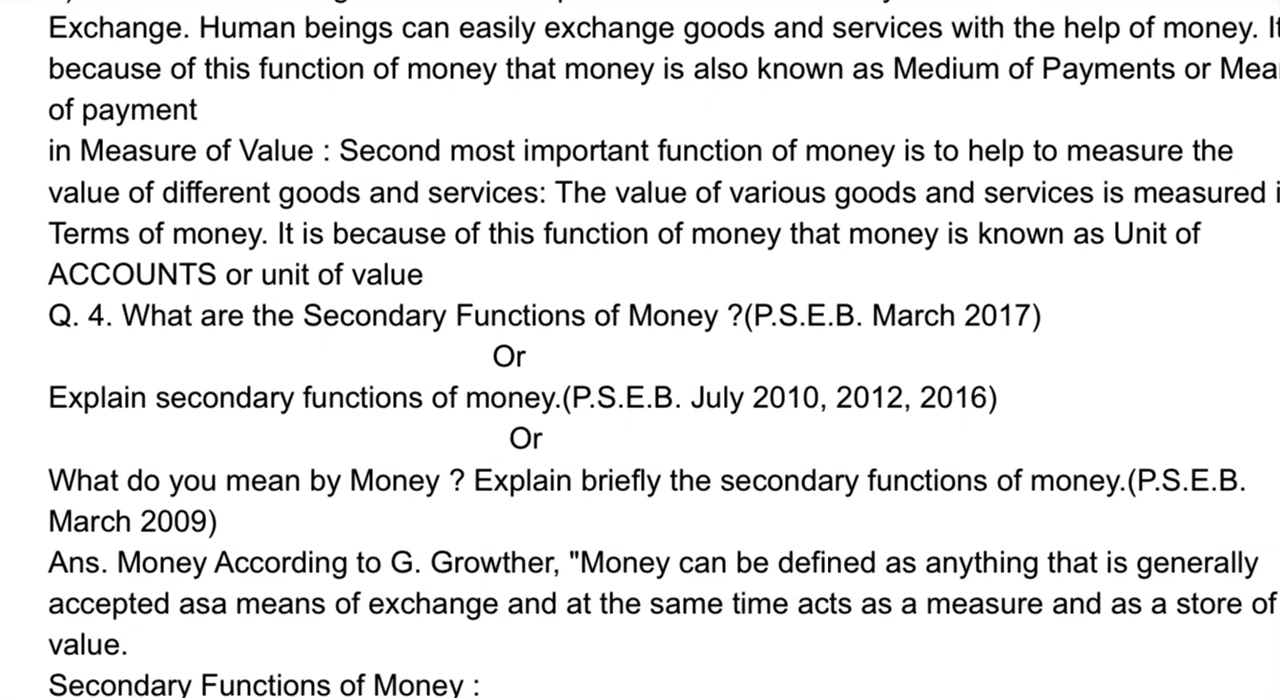 Exchange. Human beings can easily exchange goods and services with the help of money. It
because of this function of money that money is also known as Medium of Payments or Mea
of payment
in Measure of Value : Second most important function of money is to help to measure the
value of different goods and services: The value of various goods and services is measured i
Terms of money. It is because of this function of money that money is known as Unit of
ACCOUNTS or unit of value
Q. 4. What are the Secondary Functions of Money ?(P.S.E.B. March 2017)
Or
Explain secondary functions of money.(P.S.E.B. July 2010, 2012, 2016)
Or
What do you mean by Money ? Explain briefly the secondary functions of money.(P.S.E.B.
March 2009)
Ans. Money According to G. Growther, "Money can be defined as anything that is generally
accepted asa means of exchange and at the same time acts as a measure and as a store of
value.
Secondary Functions of Money :